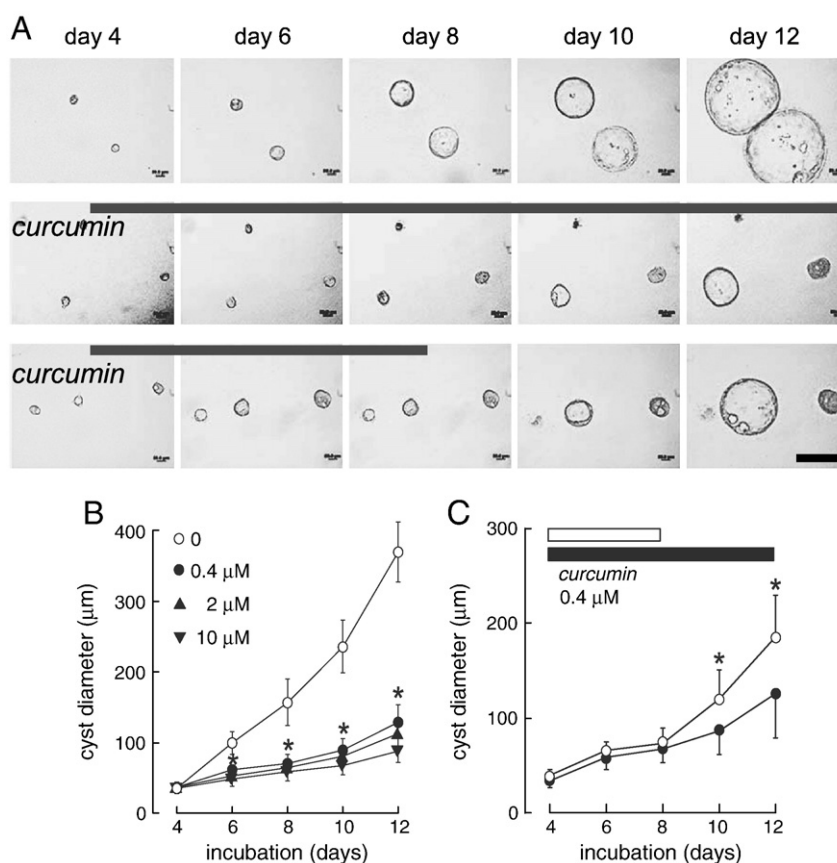 A
day 4 day 6 day 8 day 10 day 12
curcumin
curcumin
B
400
300
200
100
0
4 6 8 10 12
cyst diameter (µm)
incubation (days)
0
0.4 µM
2 µM
10 µM
*
*
*
*
C
300
200
100
0
4 6 8 10 12
cyst diameter (µm)
incubation (days)
curcumin
0.4 µM
*
*